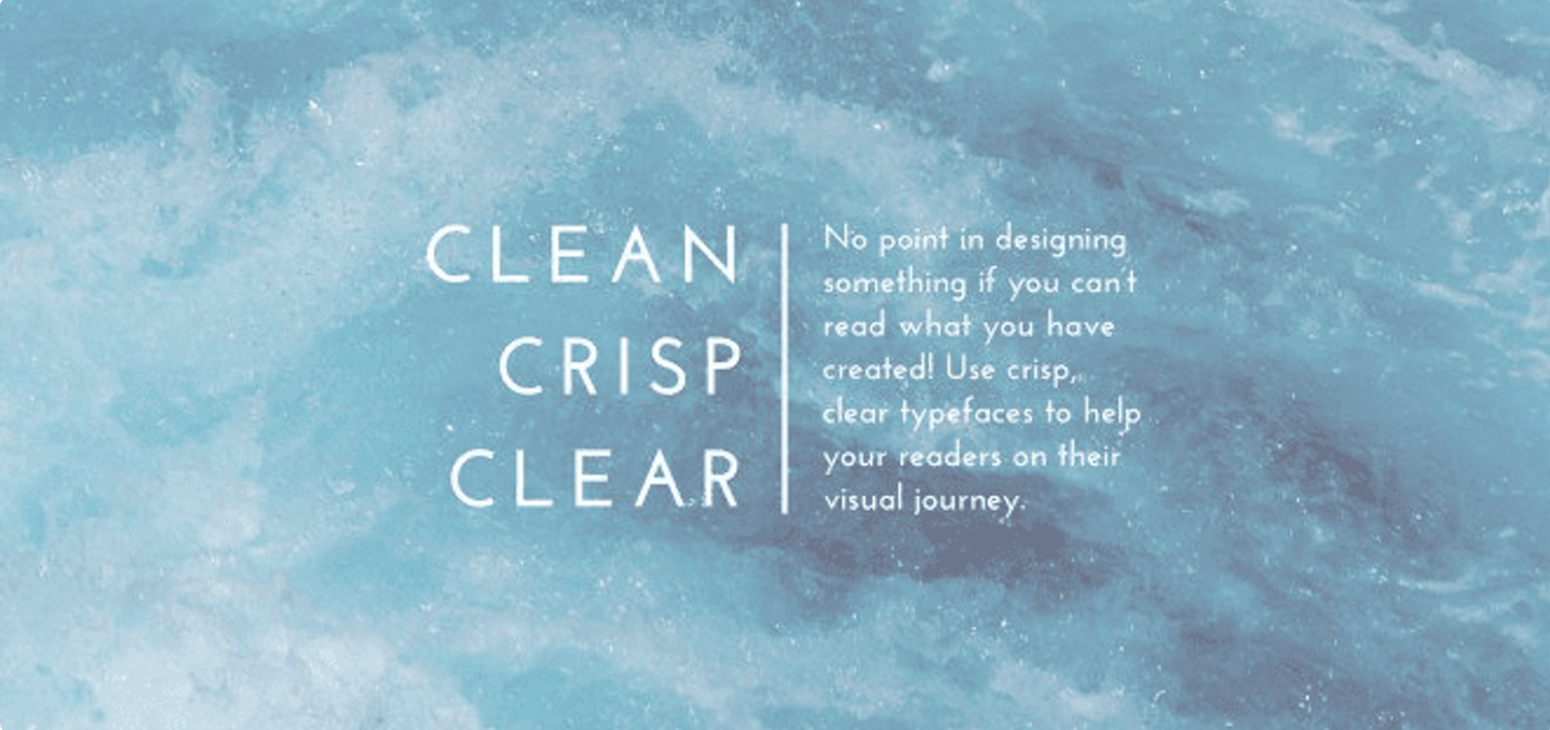 CLEAN
CRISP
CLEAR
No point in designing
something if you can't
read what you have
created! Use crisp,
clear typefaces to help
your readers on their
visual journey.